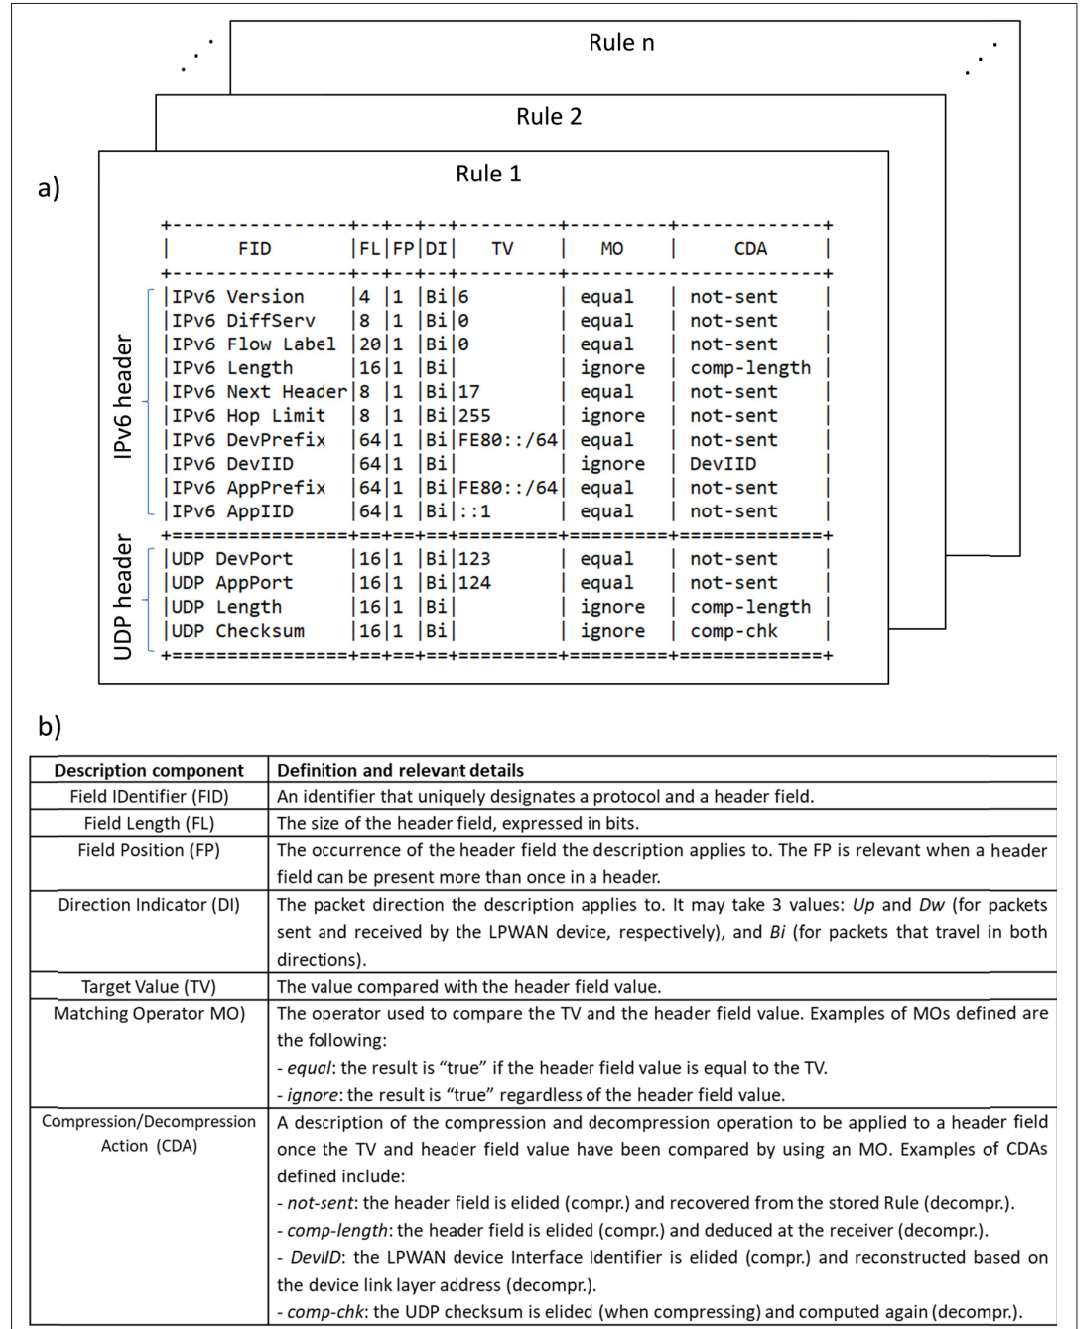 Rule n
Rule 2
Rule 1
a)
+----------------+--+--+--+---------+---------+-------------+
| FID |FL|FP|DI| TV | MO | CDA |
+----------------+--+--+--+---------+-----------------------+
IPv6 header
|IPv6 Version |4 |1 |Bi|6 | equal | not-sent |
|IPv6 DiffServ |8 |1 |Bi|0 | equal | not-sent |
|IPv6 Flow Label |20|1 |Bi|0 | equal | not-sent |
|IPv6 Length |16|1 |Bi| | ignore | comp-length |
|IPv6 Next Header|8 |1 |Bi|17 | equal | not-sent |
|IPv6 Hop Limit |8 |1 |Bi|255 | ignore | not-sent |
|IPv6 DevPrefix |64|1 |Bi|FE80::/64| equal | not-sent |
|IPv6 DevIID |64|1 |Bi| | ignore | DevIID |
|IPv6 AppPrefix |64|1 |Bi|FE80::/64| equal | not-sent |
|IPv6 AppIID |64|1 |Bi|::1 | equal | not-sent |
+================+==+==+==+=========+=========+=============+
UDP header
|UDP DevPort |16|1 |Bi|123 | equal | not-sent |
|UDP AppPort |16|1 |Bi|124 | equal | not-sent |
|UDP Length |16|1 |Bi| | ignore | comp-length |
|UDP Checksum |16|1 |Bi| | ignore | comp-chk |
+================+==+==+==+=========+=========+=============+
b)
Description component Definition and relevant details
Field IDentifier (FID) An identifier that uniquely designates a protocol and a header field.
Field Length (FL) The size of the header field, expressed in bits.
Field Position (FP) The occurrence of the header field the description applies to. The FP is relevant when a header
field can be present more than once in a header.
Direction Indicator (DI) The packet direction the description applies to. It may take 3 values: Up and Dw (for packets
sent and received by the LPWAN device, respectively), and Bi (for packets that travel in both
directions).
Target Value (TV) The value compared with the header field value.
Matching Operator MO) The operator used to compare the TV and the header field value. Examples of MOs defined are
the following:
- equal: the result is “true” if the header field value is equal to the TV.
- ignore: the result is “true” regardless of the header field value.
Compression/Decompression A description of the compression and decompression operation to be applied to a header field
Action (CDA) once the TV and header field value have been compared by using an MO. Examples of CDAs
defined include:
- not-sent: the header field is elided (compr.) and recovered from the stored Rule (decompr.).
- comp-length: the header field is elided (compr.) and deduced at the receiver (decompr.).
- DevIID: the LPWAN device Interface Identifier is elided (compr.) and reconstructed based on
the device link layer address (decompr.).
- comp-chk: the UDP checksum is elided (when compressing) and computed again (decompr.).